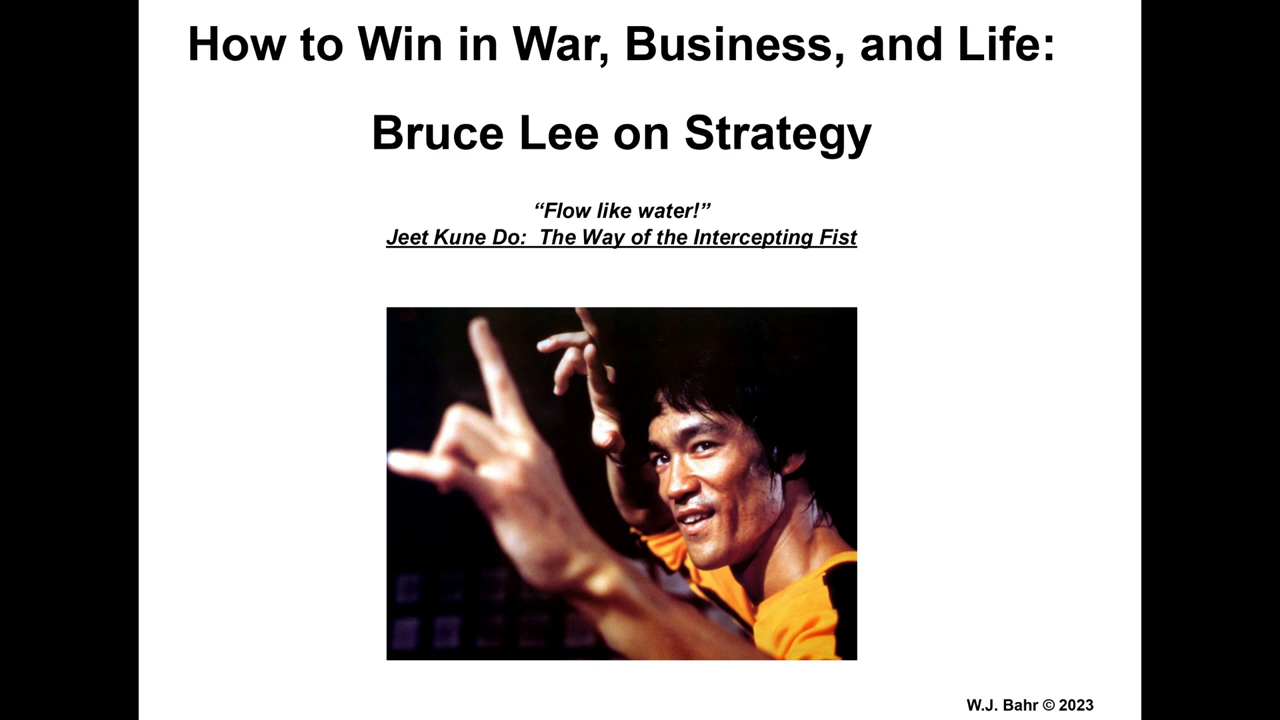 How to Win in War, Business, and Life:
Bruce Lee on Strategy
“Flow like water!”
Jeet Kune Do:  The Way of the Intercepting Fist
W.J. Bahr © 2023